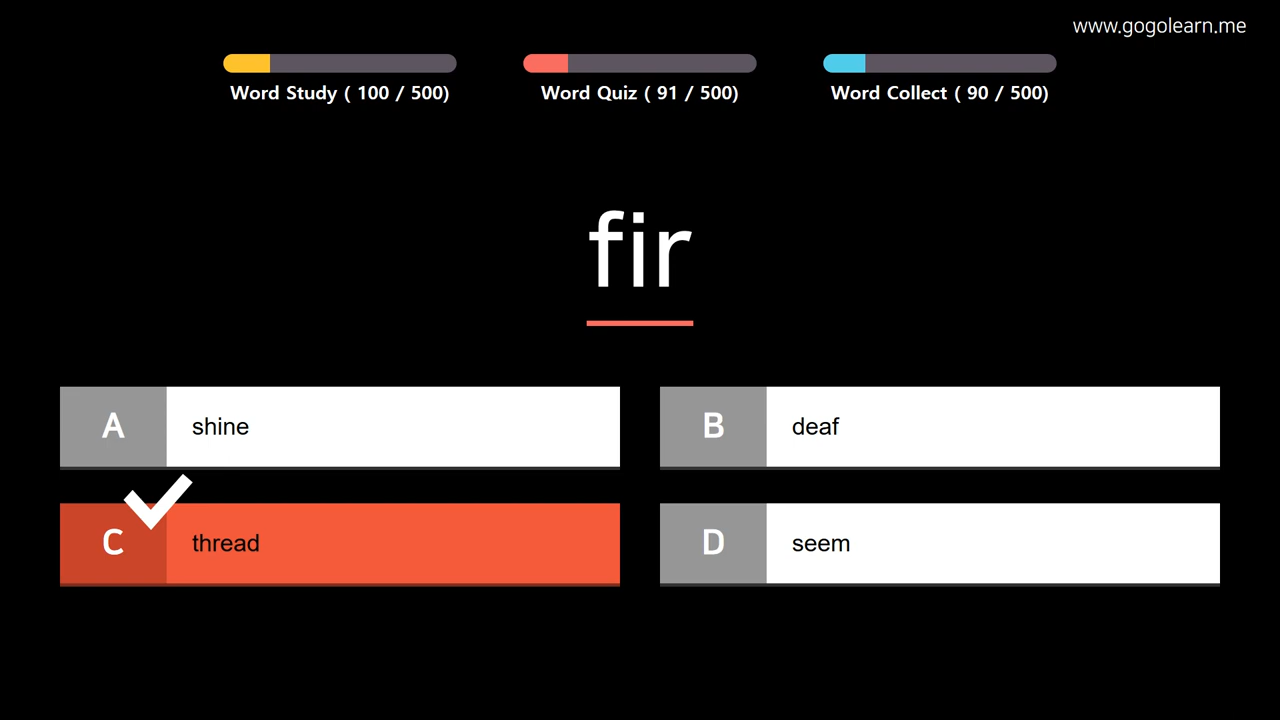 www.gogolearn.me
Word Study ( 100 / 500)
Word Quiz ( 91 / 500)
Word Collect ( 90 / 500)
fir
A shine
B deaf
C thread
D seem